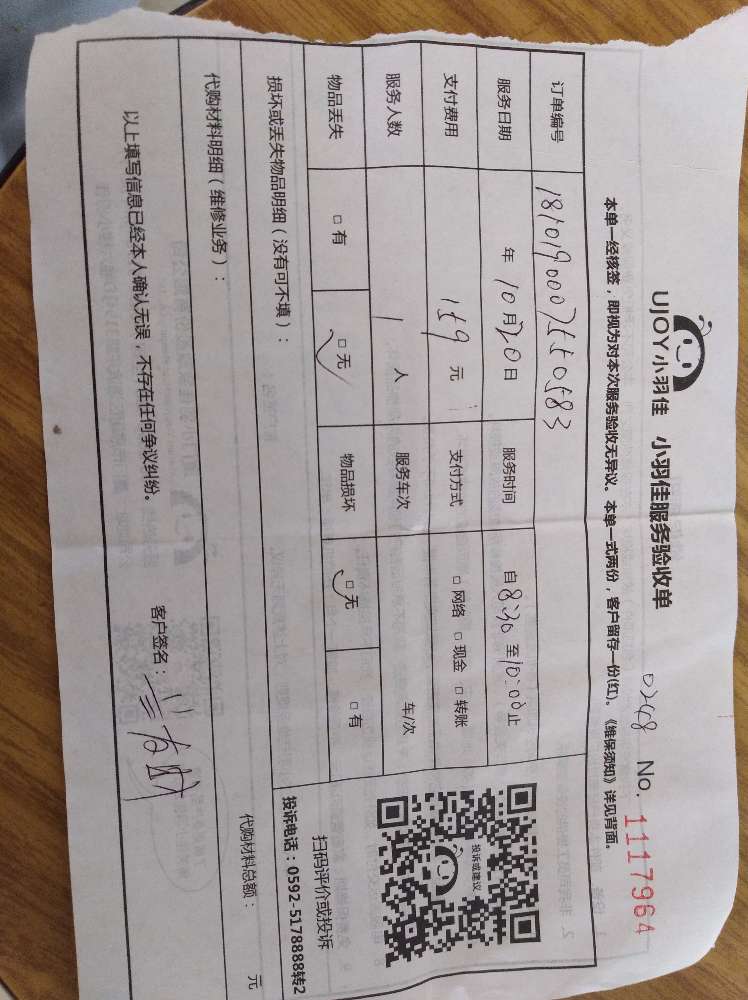 UJOY小羽佳 小羽佳服务验收单 0248 No. 1117964
本单一经核签，即视为对本次服务验收无异议。本单一式两份，客户留存一份(红)。《维保须知》详见背面。
订单编号 1810190007550583
服务日期 年 10 月 20 日 服务时间 自 8:30 至 10:00 止
支付费用 159 元 支付方式 □ 网络 □ 现金 □ 转账
服务人数 1 人 服务车次 车/次
物品丢失 □ 有 □ 无 物品损坏 □ 无 □ 有
投诉或建议
扫码评价或投诉
投诉电话：0592-5178888转2
损坏或丢失物品明细（没有可不填）：
代购材料明细（维修业务）： 代购材料总额： 元
以上填写信息已经本人确认无误，不存在任何争议纠纷。 客户签名：